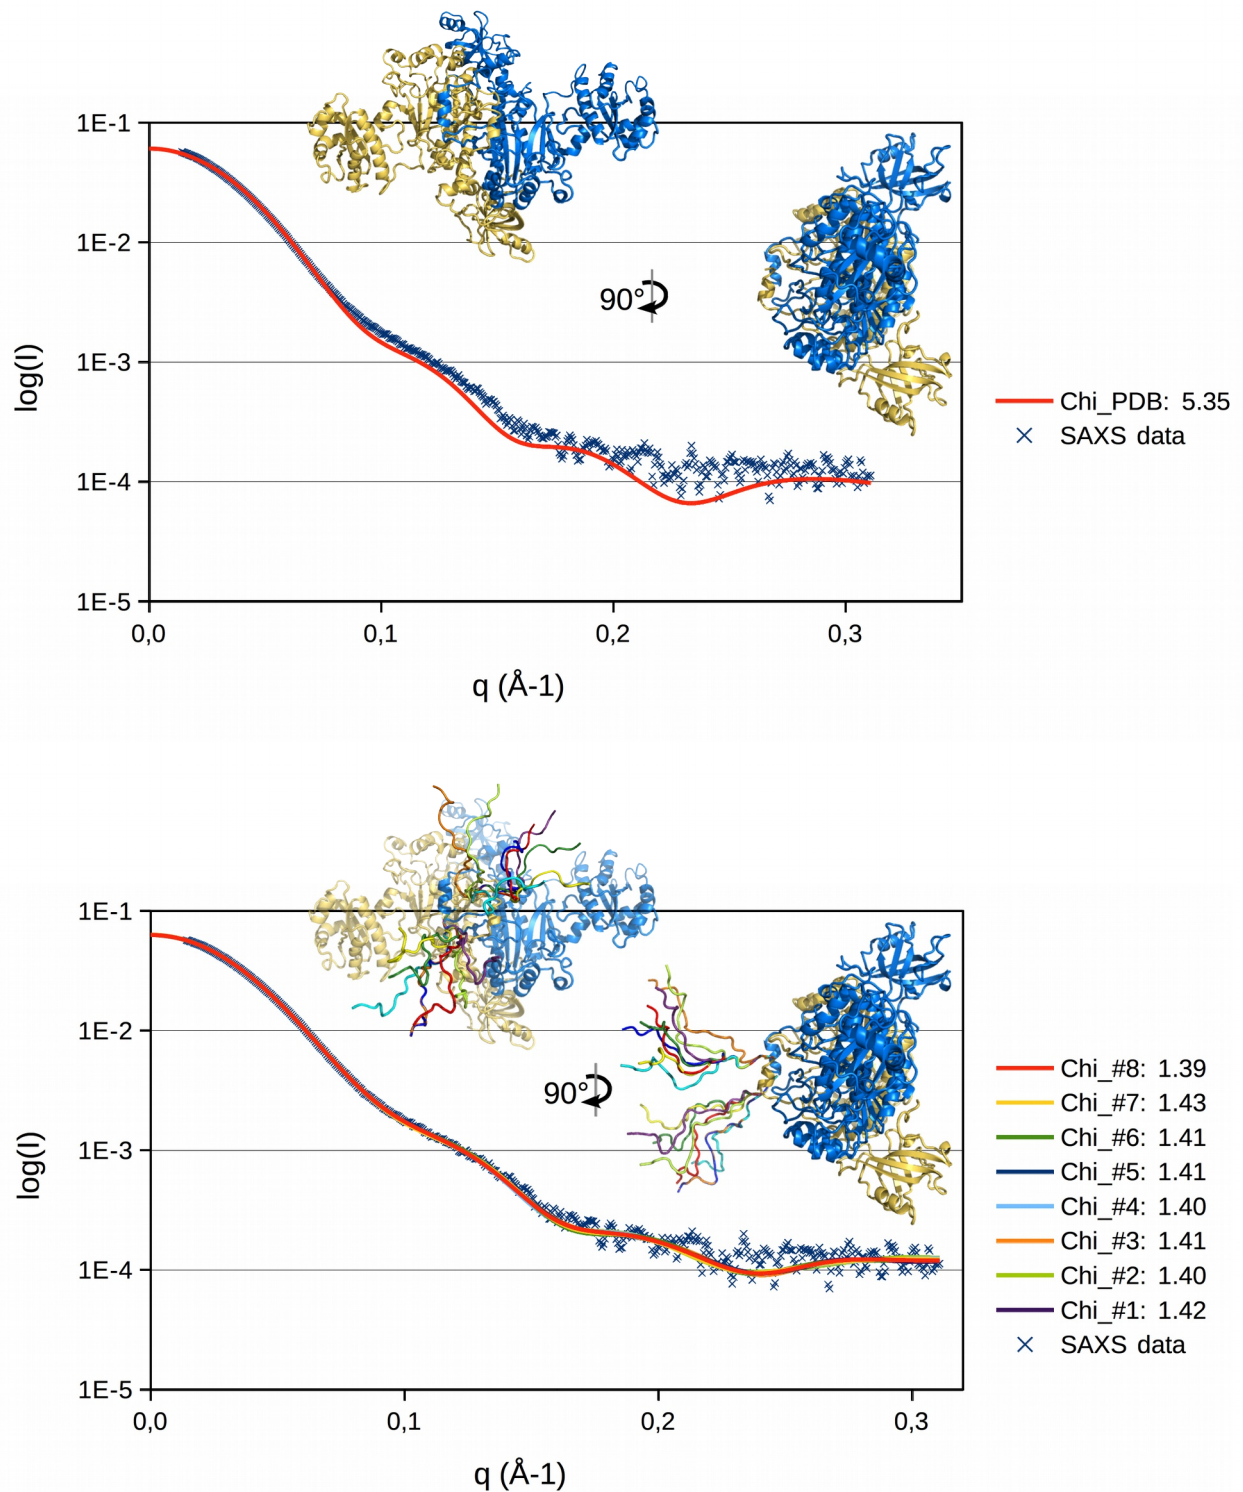 1E-1
1E-2
90°
1E-3
log(I)
Chi_PDB: 5.35
SAXS data
1E-4
1E-5
0,0 0,1 0,2 0,3
q (Å-1)
1E-1
1E-2
90°
Chi_#8: 1.39
Chi_#7: 1.43
Chi_#6: 1.41
1E-3
log(I)
Chi_#5: 1.41
Chi_#4: 1.40
Chi_#3: 1.41
1E-4
Chi_#2: 1.40
Chi_#1: 1.42
SAXS data
1E-5
0,0 0,1 0,2 0,3
q (Å-1)